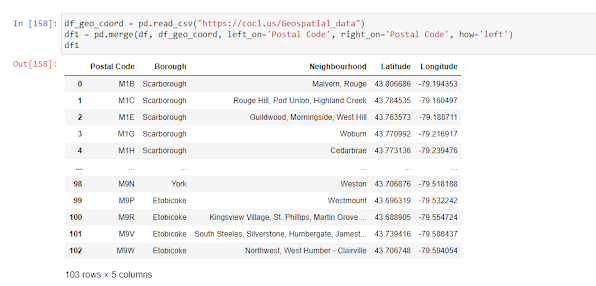 In [158]: df_geo_coord = pd.read_csv("https://cocl.us/Geospatial_data")
df1 = pd.merge(df, df_geo_coord, left_on='Postal Code', right_on='Postal Code', how='left')
df1
Out[158]:
Postal Code Borough Neighbourhood Latitude Longitude
0 M1B Scarborough Malvern, Rouge 43.806686 -79.194353
1 M1C Scarborough Rouge Hill, Port Union, Highland Creek 43.784535 -79.160497
2 M1E Scarborough Guildwood, Morningside, West Hill 43.763573 -79.188711
3 M1G Scarborough Woburn 43.770992 -79.216917
4 M1H Scarborough Cedarbrae 43.773136 -79.239476
... ... ... ... ... ...
98 M9N York Weston 43.706876 -79.518188
99 M9P Etobicoke Westmount 43.696319 -79.532242
100 M9R Etobicoke Kingsview Village, St. Phillips, Martin Grove ... 43.688905 -79.554724
101 M9V Etobicoke South Steeles, Silverstone, Humbergate, Jamest... 43.739416 -79.588437
102 M9W Etobicoke Northwest, West Humber - Clairville 43.706748 -79.594054
103 rows × 5 columns